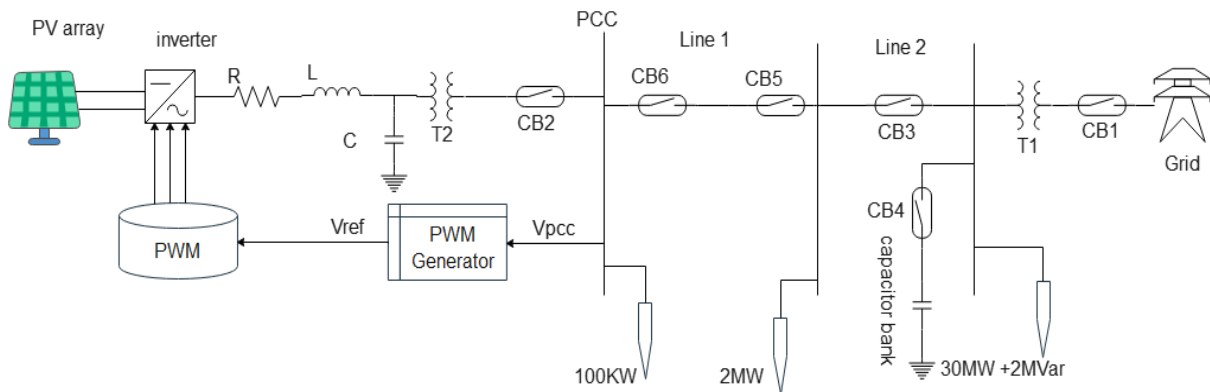 PV array
inverter
R
L
C
T2
CB2
PCC
Line 1
CB6
CB5
Line 2
CB3
T1
CB1
Grid
CB4
capacitor bank
PWM
Vref
PWM
Generator
Vpcc
100KW
2MW
30MW +2MVar